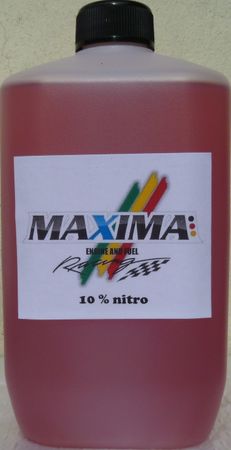 MAXIMA
ENGINE AND FUEL
Racing
10 % nitro